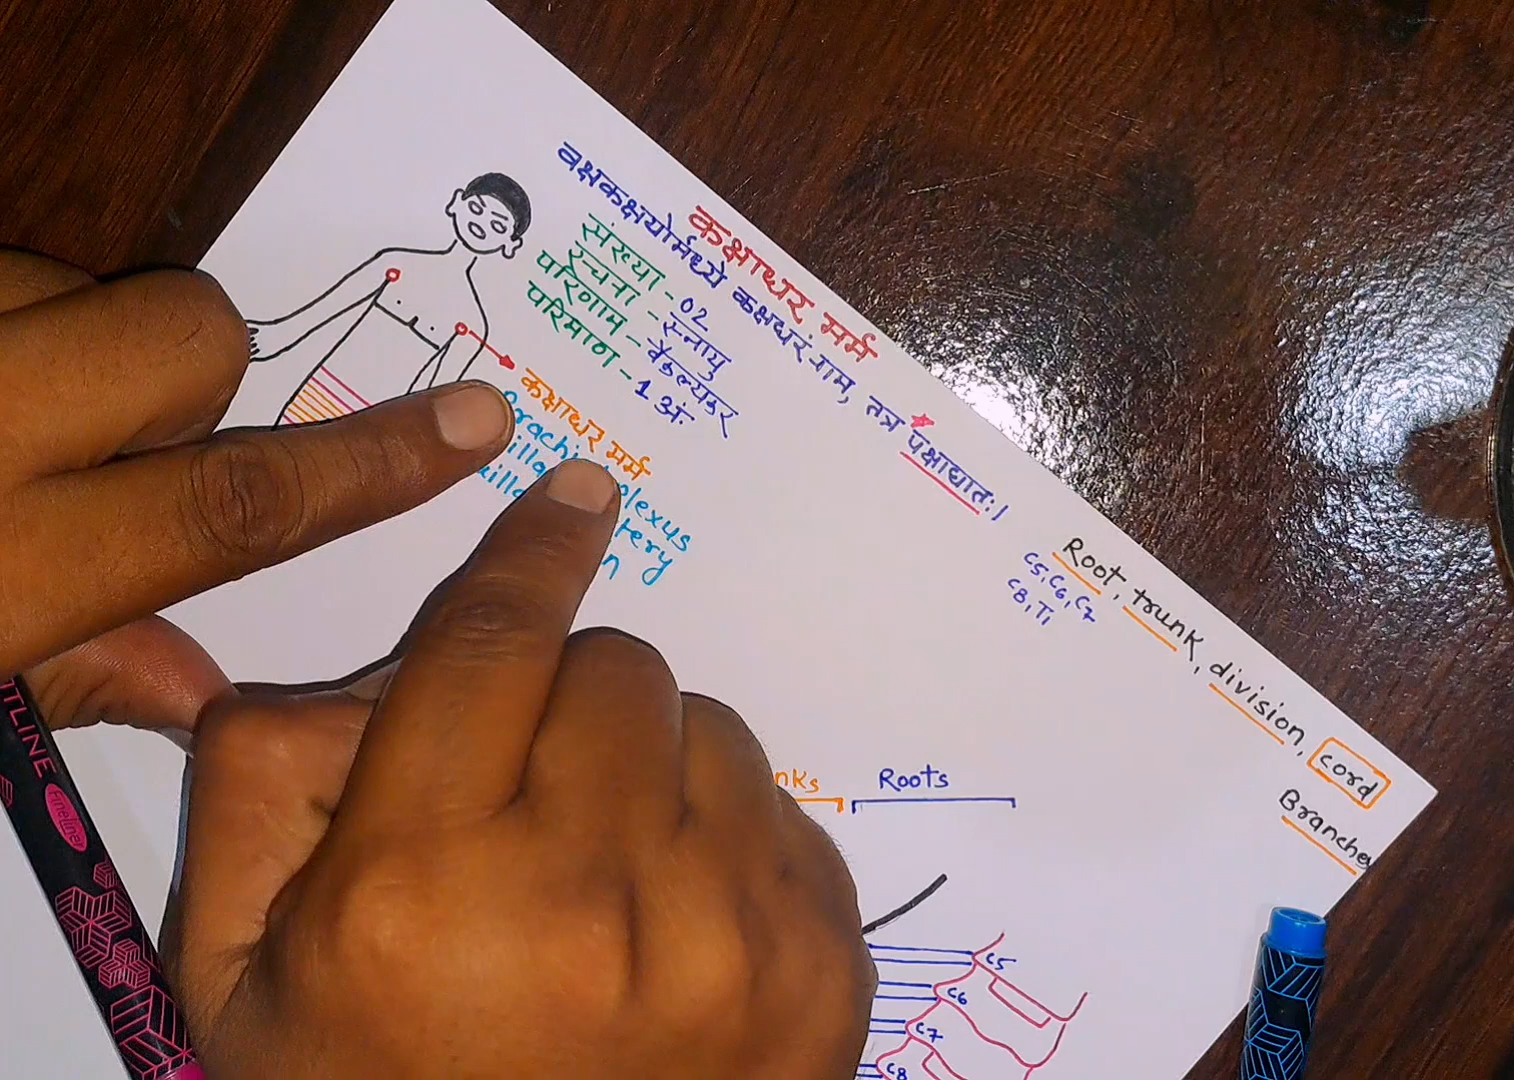 कक्षाधर मर्म
वक्षकक्षयोर्मध्ये कक्षधरं नाम, तत्र पक्षाघातः।
संख्या - 02
रचना - स्नायु
परिणाम - वैकल्यकर
परिमाण - 1 अं.
कक्षाधर मर्म
plexus
tery
Root, trunk, division, cord
C5, C6, C7
C8, T1
Branches
Roots
C5
C6
C7
C8
Fineliner